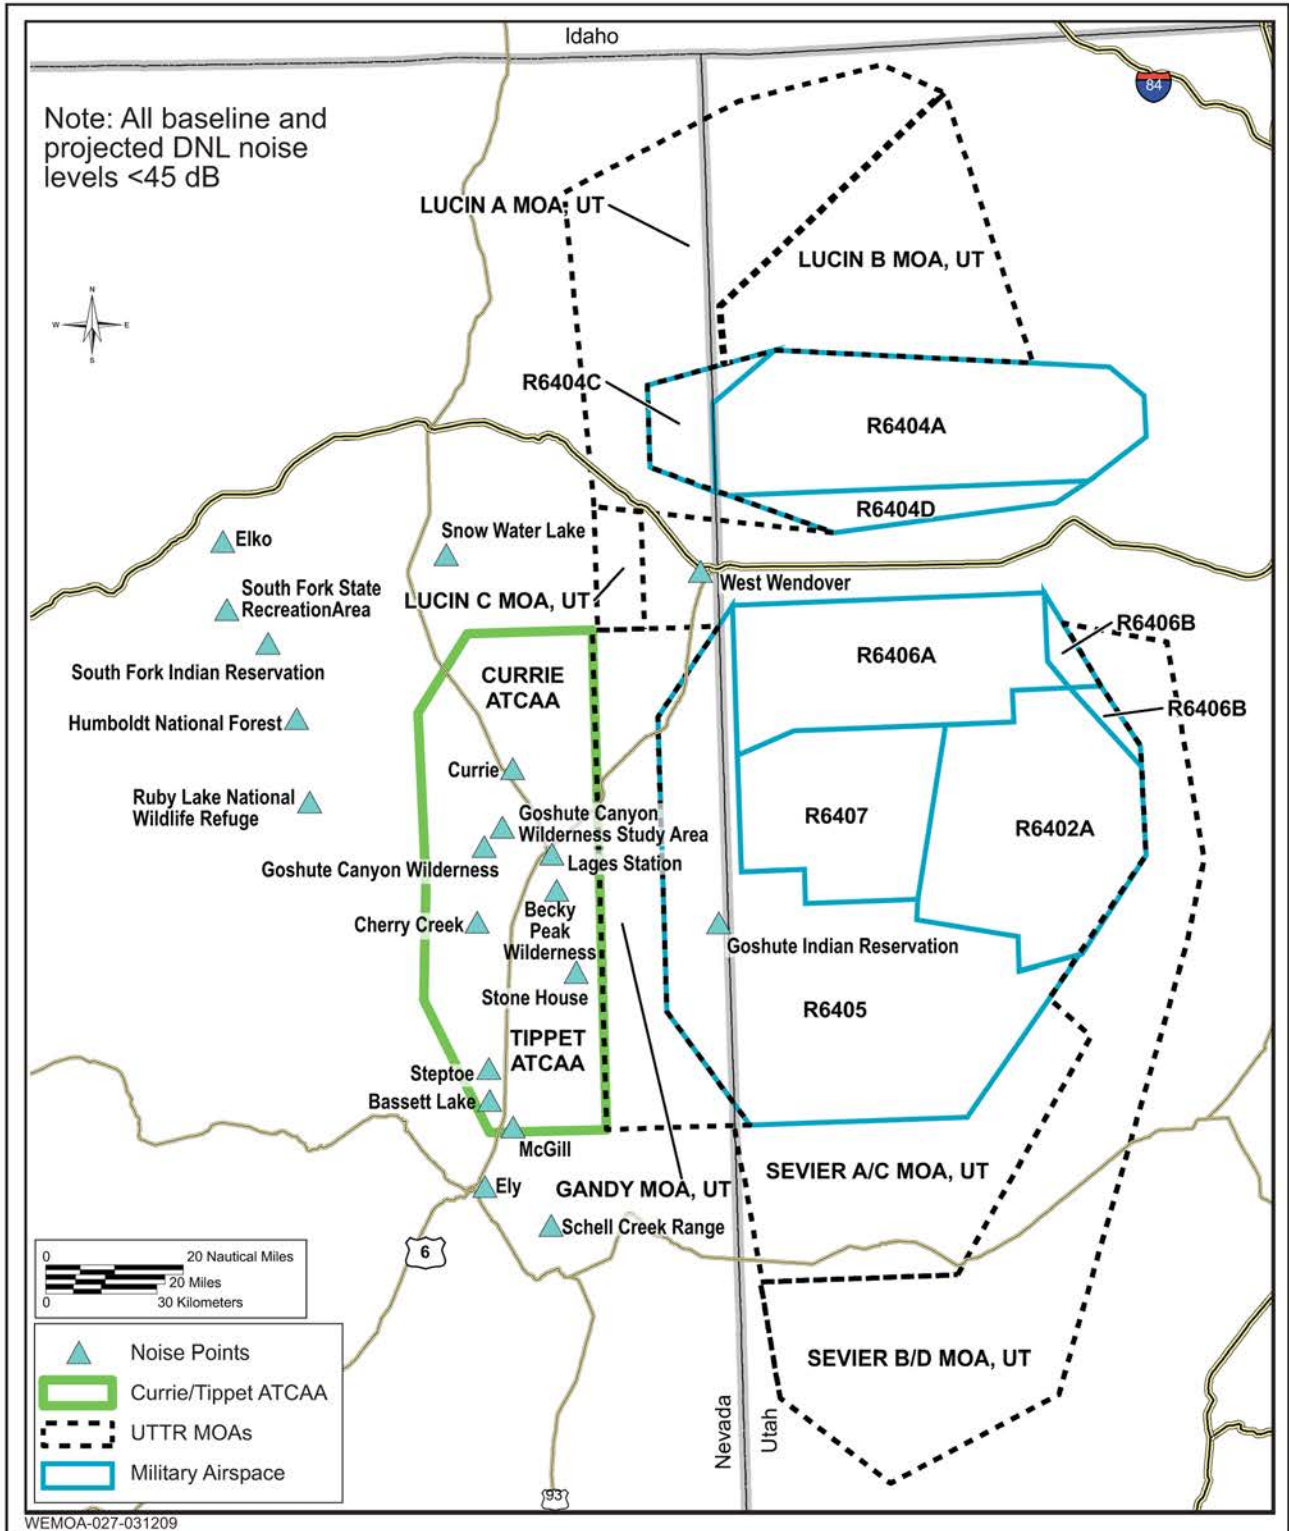 Idaho
84
Note: All baseline and
projected DNL noise
levels <45 dB
LUCIN A MOA, UT
LUCIN B MOA, UT
N
W
E
S
R6404C
R6404A
R6404D
Snow Water Lake
Elko
South Fork State
RecreationArea
LUCIN C MOA, UT
West Wendover
South Fork Indian Reservation
R6406B
R6406A
CURRIE
ATCAA
R6406B
Humboldt National Forest
Currie
Ruby Lake National
Wildlife Refuge
Goshute Canyon
Wilderness Study Area
R6407
R6402A
Goshute Canyon Wilderness
Lages Station
Cherry Creek
Becky
Peak
Wilderness
Goshute Indian Reservation
Stone House
R6405
TIPPET
ATCAA
Steptoe
Bassett Lake
McGill
SEVIER A/C MOA, UT
Ely
GANDY MOA, UT
Schell Creek Range
6
0
20 Nautical Miles
20 Miles
0
30 Kilometers
SEVIER B/D MOA, UT
Noise Points
Currie/Tippet ATCAA
UTTR MOAs
Military Airspace
Nevada
Utah
93
WEMOA-027-031209